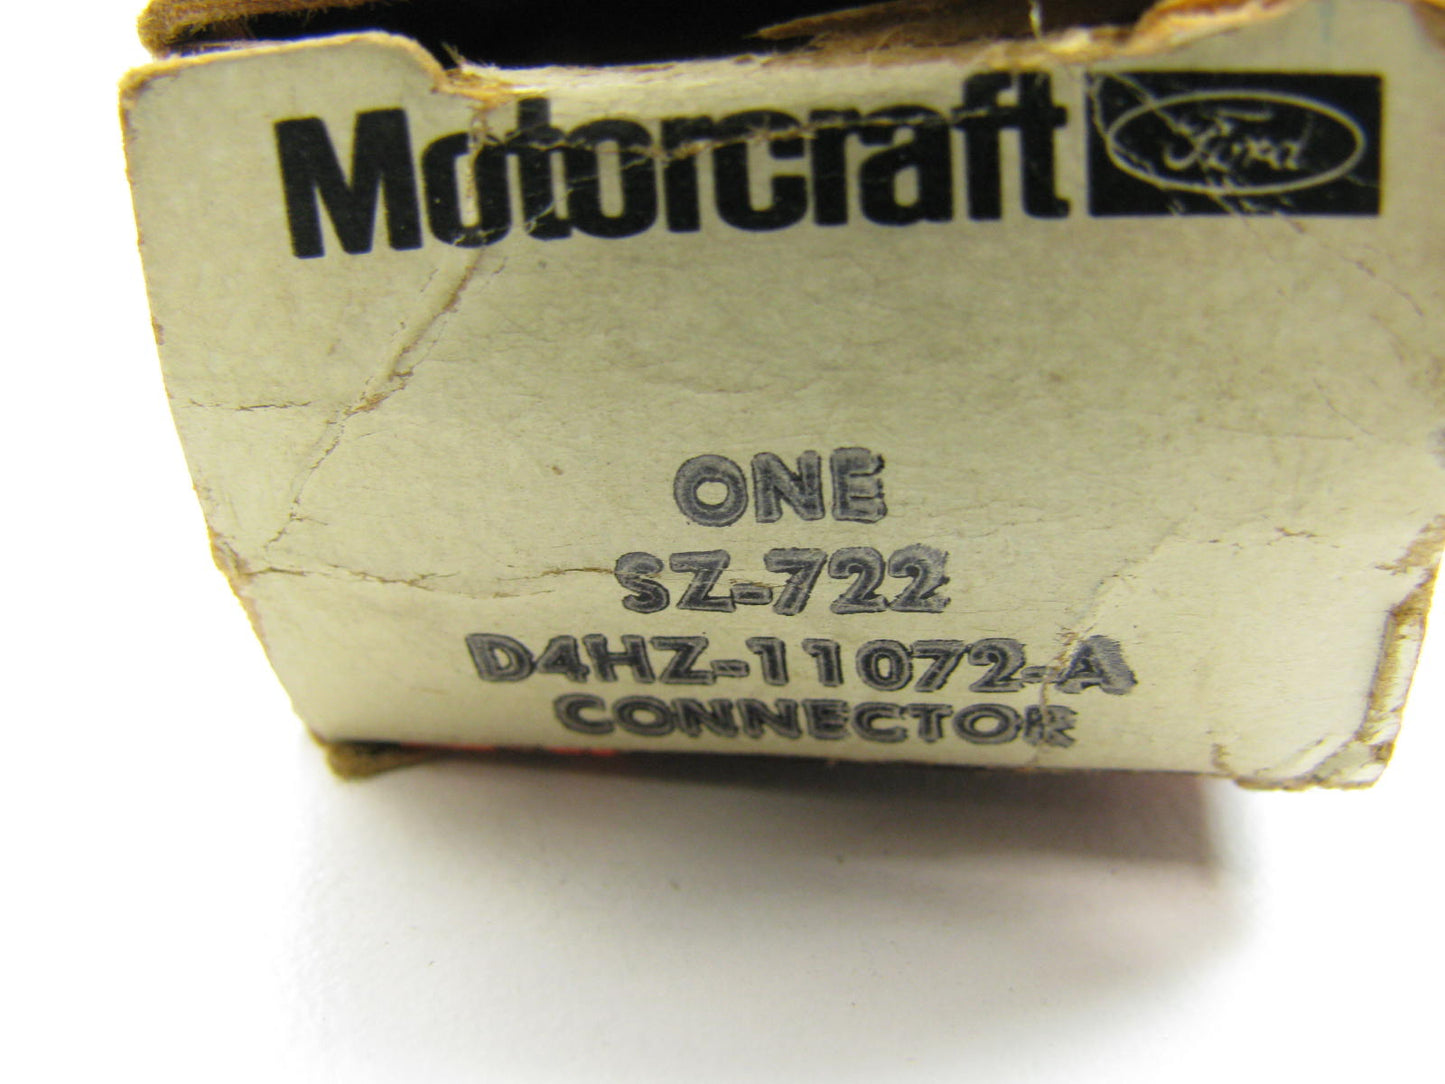 Motorcraft Ford
ONE
SZ-722
D4HZ-11072-A
CONNECTOR